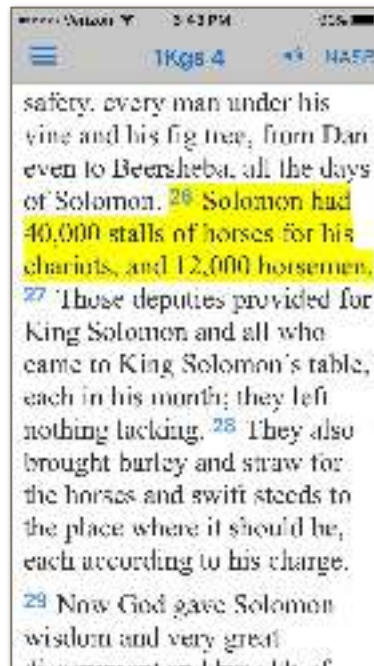 Verizon 3:43 PM
1Kgs 4 NASB
safety, every man under his
vine and his fig tree, from Dan
even to Beersheba, all the days
of Solomon. 26 Solomon had
40,000 stalls of horses for his
chariots, and 12,000 horsemen.
27 Those deputies provided for
King Solomon and all who
came to King Solomon's table,
each in his month; they left
nothing lacking. 28 They also
brought barley and straw for
the horses and swift steeds to
the place where it should be,
each according to his charge.
29 Now God gave Solomon
wisdom and very great